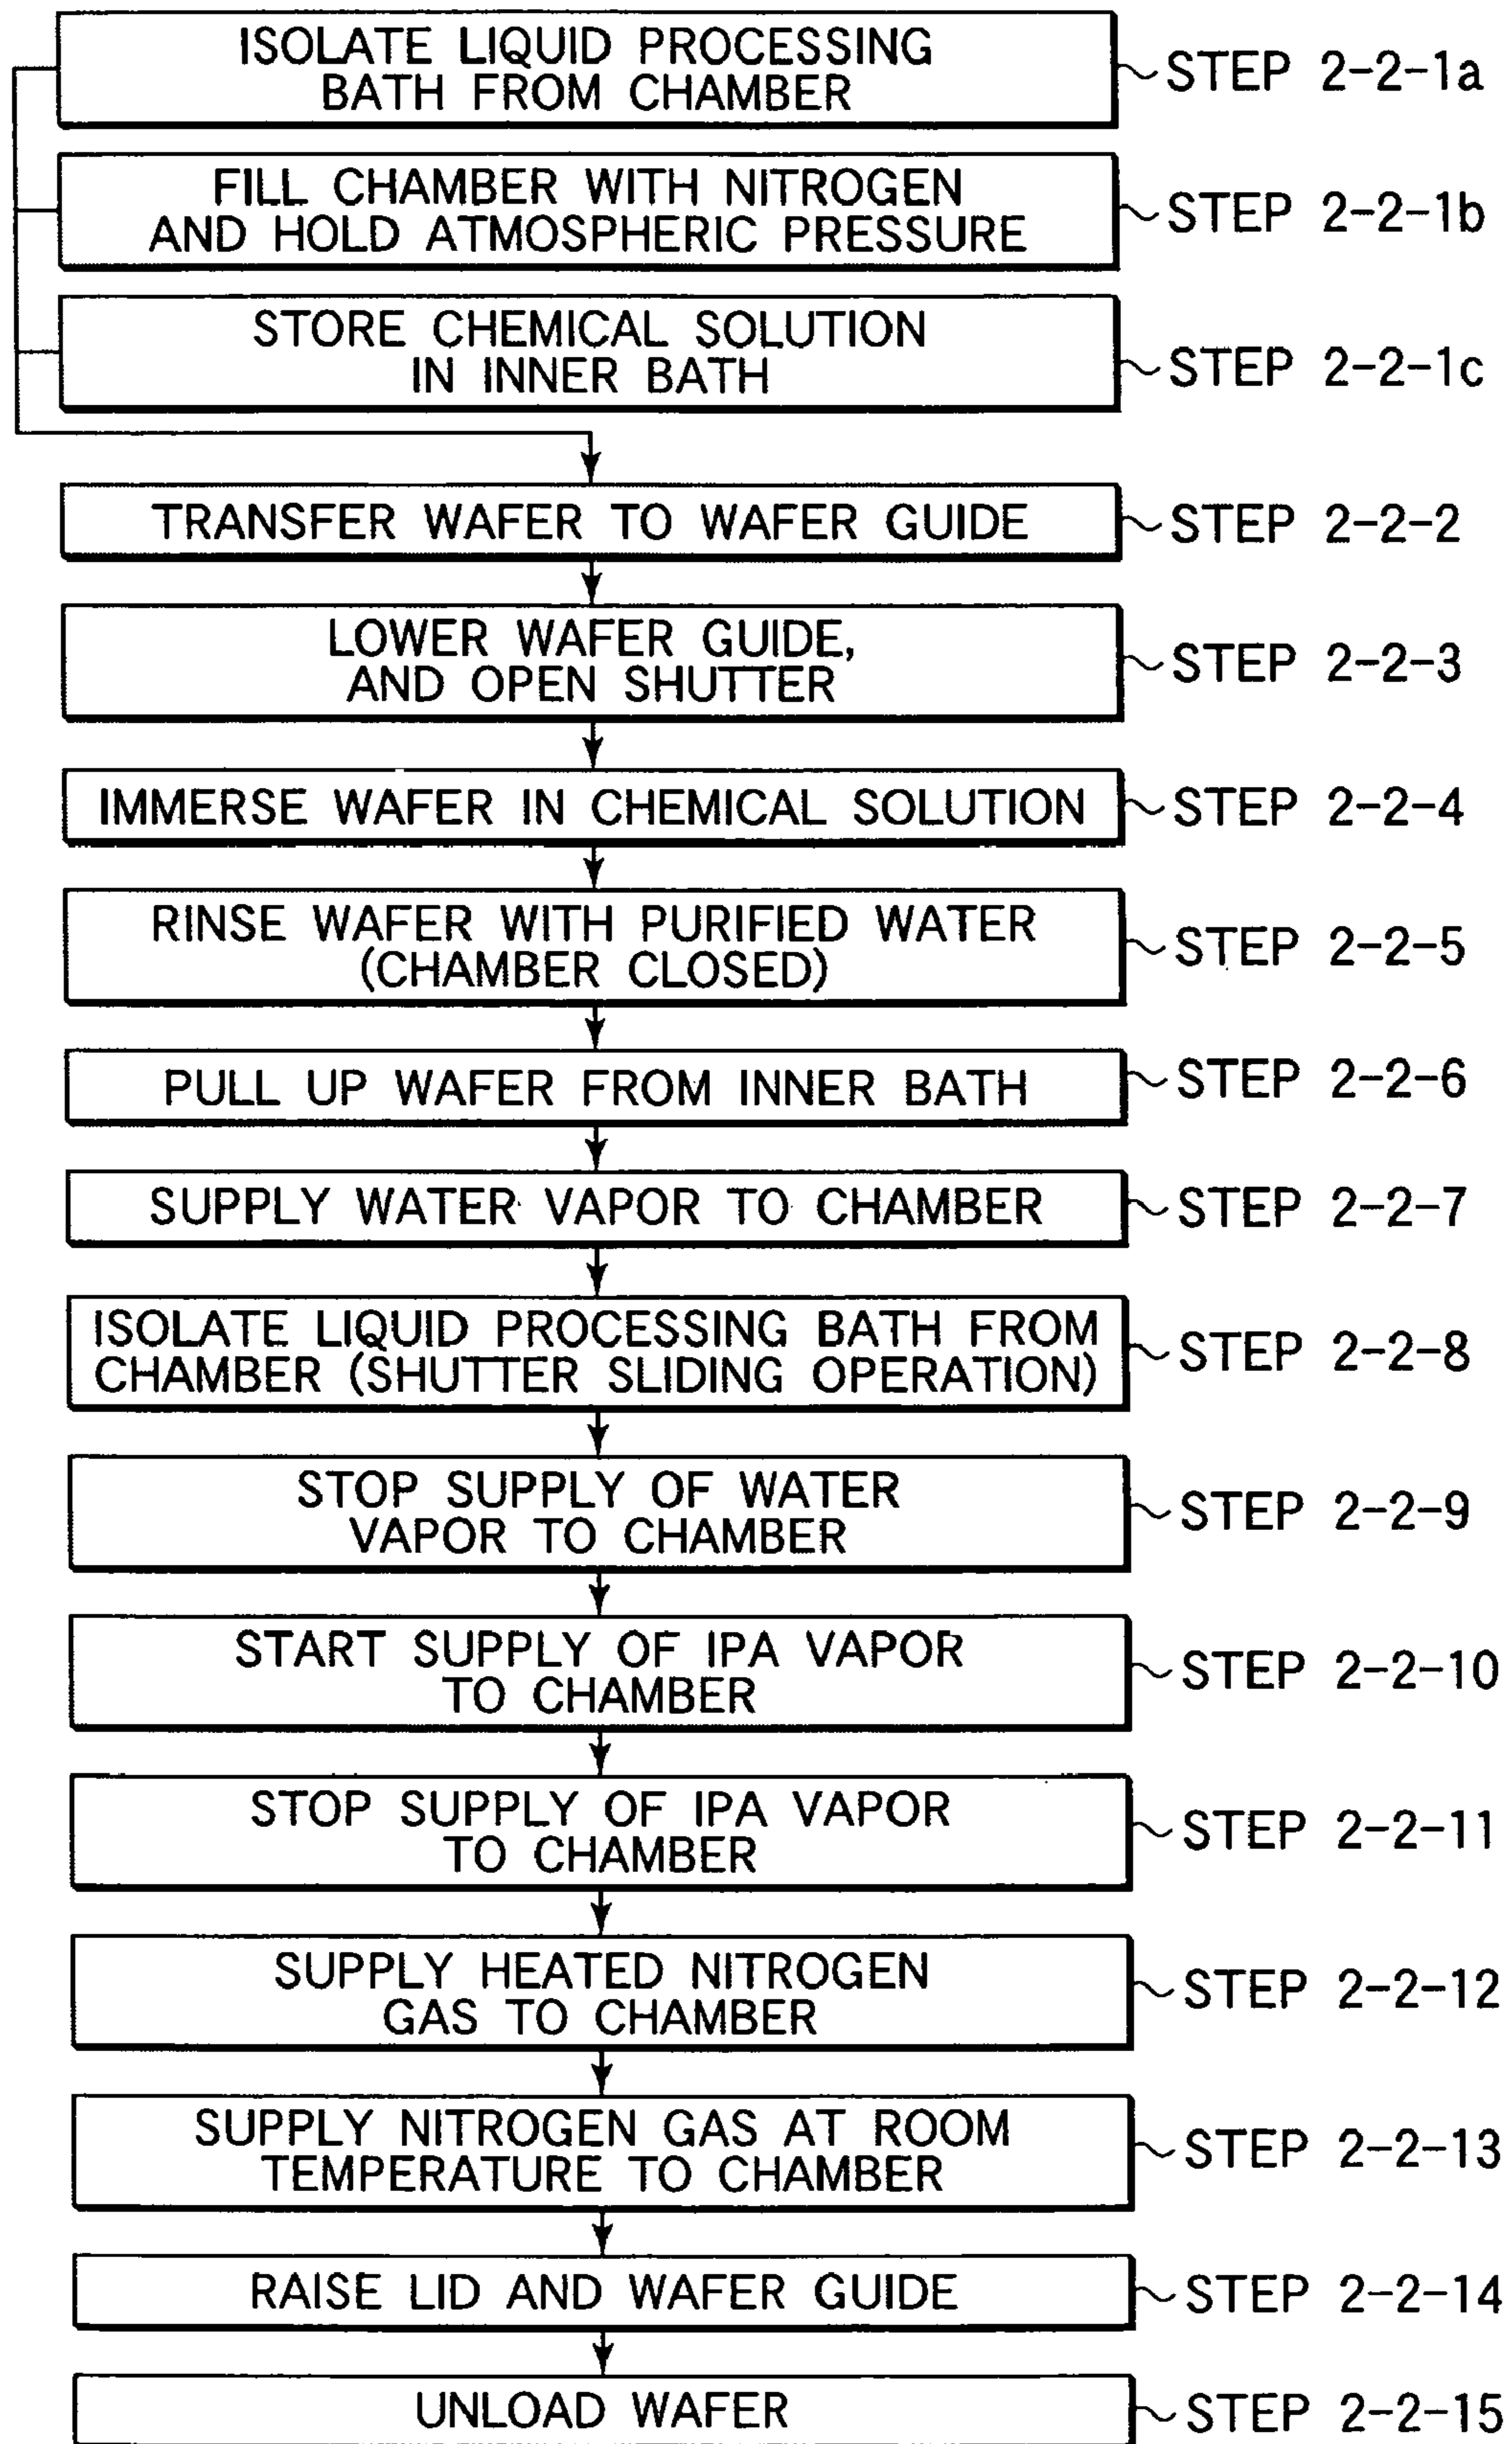 ISOLATE LIQUID PROCESSING
BATH FROM CHAMBER
STEP 2-2-1a
FILL CHAMBER WITH NITROGEN
AND HOLD ATMOSPHERIC PRESSURE
STEP 2-2-1b
STORE CHEMICAL SOLUTION
IN INNER BATH
STEP 2-2-1c
TRANSFER WAFER TO WAFER GUIDE
STEP 2-2-2
LOWER WAFER GUIDE,
AND OPEN SHUTTER
STEP 2-2-3
IMMERSE WAFER IN CHEMICAL SOLUTION
STEP 2-2-4
RINSE WAFER WITH PURIFIED WATER
(CHAMBER CLOSED)
STEP 2-2-5
PULL UP WAFER FROM INNER BATH
STEP 2-2-6
SUPPLY WATER VAPOR TO CHAMBER
STEP 2-2-7
ISOLATE LIQUID PROCESSING BATH FROM
CHAMBER (SHUTTER SLIDING OPERATION)
STEP 2-2-8
STOP SUPPLY OF WATER
VAPOR TO CHAMBER
STEP 2-2-9
START SUPPLY OF IPA VAPOR
TO CHAMBER
STEP 2-2-10
STOP SUPPLY OF IPA VAPOR
TO CHAMBER
STEP 2-2-11
SUPPLY HEATED NITROGEN
GAS TO CHAMBER
STEP 2-2-12
SUPPLY NITROGEN GAS AT ROOM
TEMPERATURE TO CHAMBER
STEP 2-2-13
RAISE LID AND WAFER GUIDE
STEP 2-2-14
UNLOAD WAFER
STEP 2-2-15